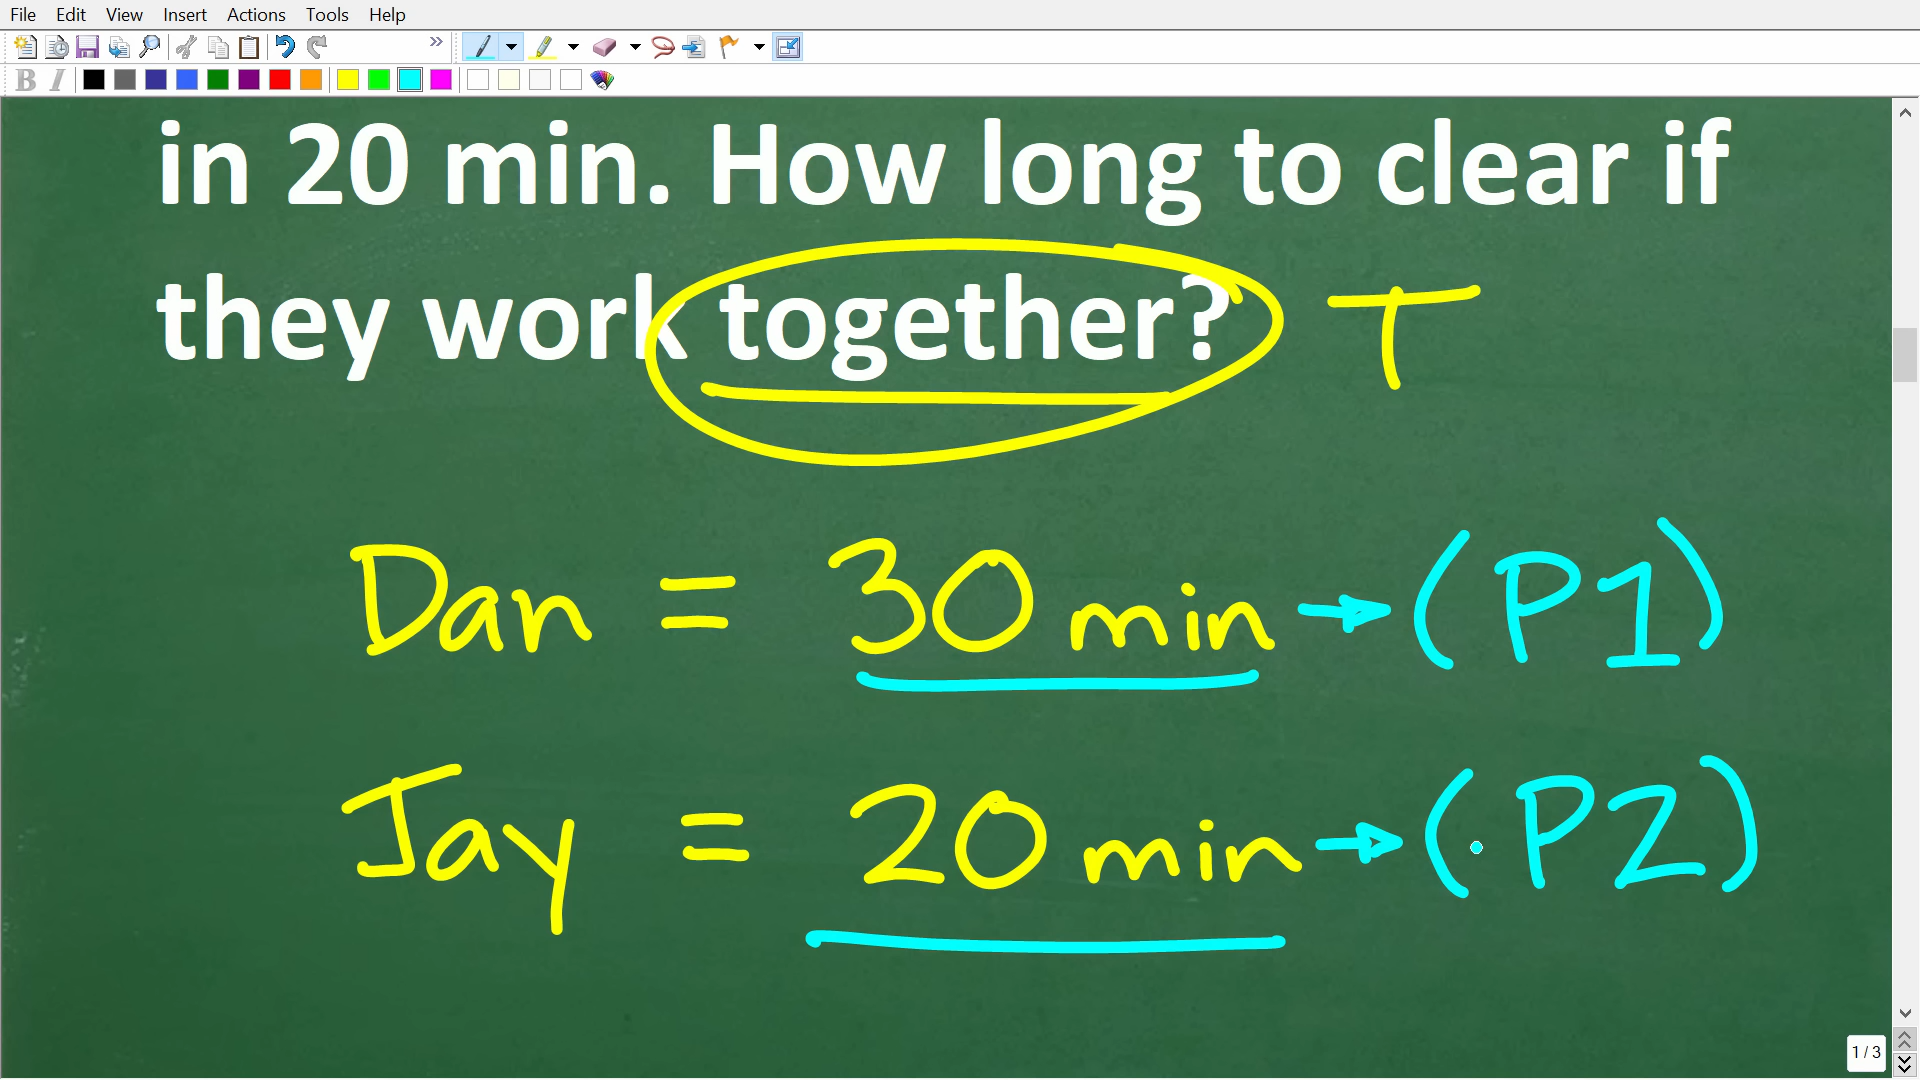 File Edit View Insert Actions Tools Help
B I
in 20 min. How long to clear if
they work together? T
Dan = 30 min → (P1)
Jay = 20 min → (P2)
1 / 3